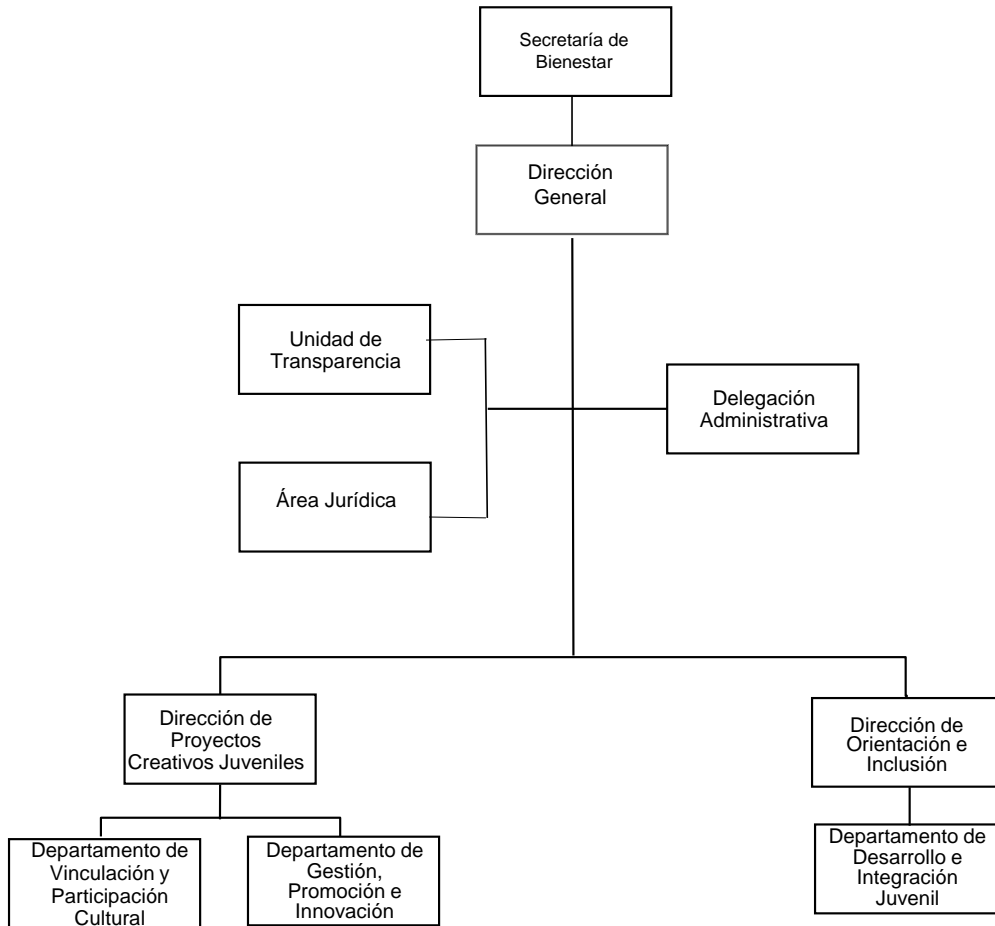 Secretaría de
Bienestar
Dirección
General
Unidad de
Transparencia
Delegación
Administrativa
Área Jurídica
Dirección de
Proyectos
Creativos Juveniles
Dirección de
Orientación e
Inclusión
Departamento de
Vinculación y
Participación
Cultural
Departamento de
Gestión,
Promoción e
Innovación
Departamento de
Desarrollo e
Integración
Juvenil